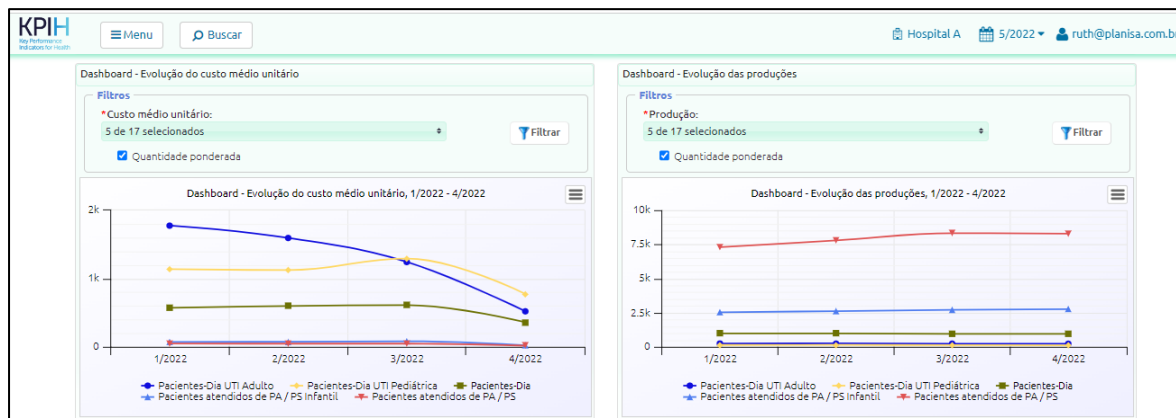 KPIH
Key Performance
Indicators for Health
Menu
Buscar
Hospital A
5/2022
ruth@planisa.com.br
Dashboard - Evolução do custo médio unitário
Filtros
*Custo médio unitário:
5 de 17 selecionados
Filtrar
Quantidade ponderada
Dashboard - Evolução do custo médio unitário, 1/2022 - 4/2022
2k
1k
0
1/2022 2/2022 3/2022 4/2022
Pacientes-Dia UTI Adulto Pacientes-Dia UTI Pediátrica Pacientes-Dia
Pacientes atendidos de PA / PS Infantil Pacientes atendidos de PA / PS
Dashboard - Evolução das produções
Filtros
*Produção:
5 de 17 selecionados
Filtrar
Quantidade ponderada
Dashboard - Evolução das produções, 1/2022 - 4/2022
10k
7.5k
5k
2.5k
0
1/2022 2/2022 3/2022 4/2022
Pacientes-Dia UTI Adulto Pacientes-Dia UTI Pediátrica Pacientes-Dia
Pacientes atendidos de PA / PS Infantil Pacientes atendidos de PA / PS